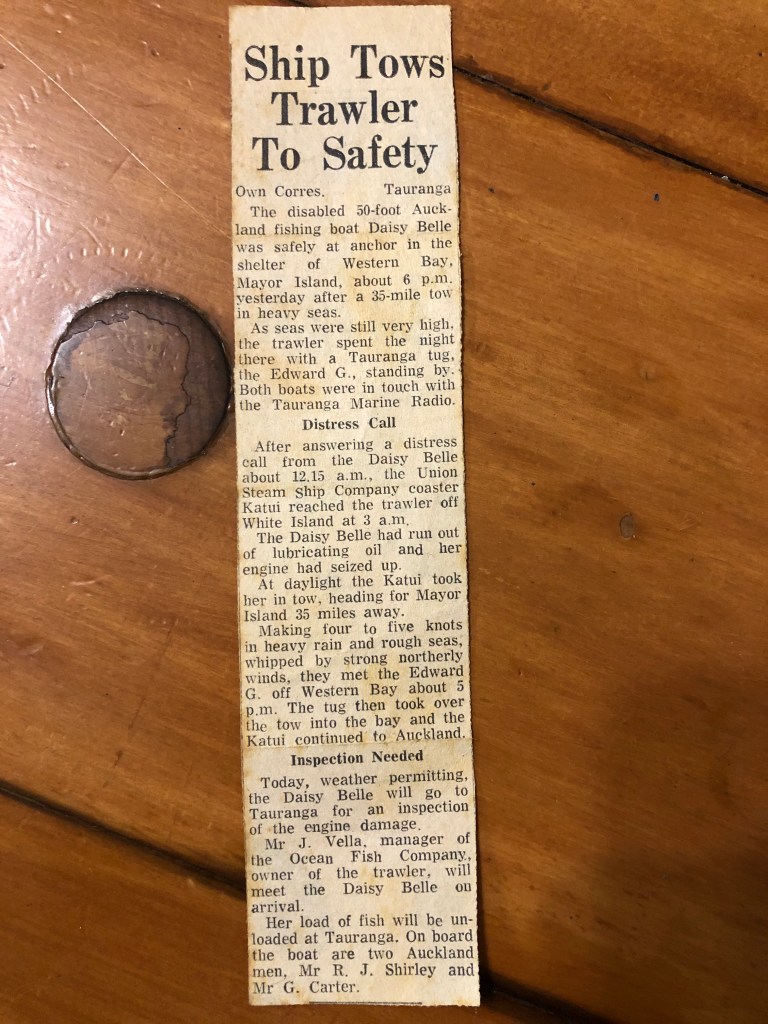 Ship Tows
Trawler
To Safety
Own Corres. Tauranga
The disabled 50-foot Auck-
land fishing boat Daisy Belle
was safely at anchor in the
shelter of Western Bay,
Mayor Island, about 6 p.m.
yesterday after a 35-mile tow
in heavy seas.
As seas were still very high,
the trawler spent the night
there with a Tauranga tug,
the Edward G., standing by.
Both boats were in touch with
the Tauranga Marine Radio.
Distress Call
After answering a distress
call from the Daisy Belle
about 12.15 a.m., the Union
Steam Ship Company coaster
Katui reached the trawler off
White Island at 3 a.m.
The Daisy Belle had run out
of lubricating oil and her
engine had seized up.
At daylight the Katui took
her in tow, heading for Mayor
Island 35 miles away.
Making four to five knots
in heavy rain and rough seas,
whipped by strong northerly
winds, they met the Edward
G. off Western Bay about 5
p.m. The tug then took over
the tow into the bay and the
Katui continued to Auckland.
Inspection Needed
Today, weather permitting,
the Daisy Belle will go to
Tauranga for an inspection
of the engine damage.
Mr J. Vella, manager of
the Ocean Fish Company,
owner of the trawler, will
meet the Daisy Belle on
arrival.
Her load of fish will be un-
loaded at Tauranga. On board
the boat are two Auckland
men, Mr R. J. Shirley and
Mr G. Carter.